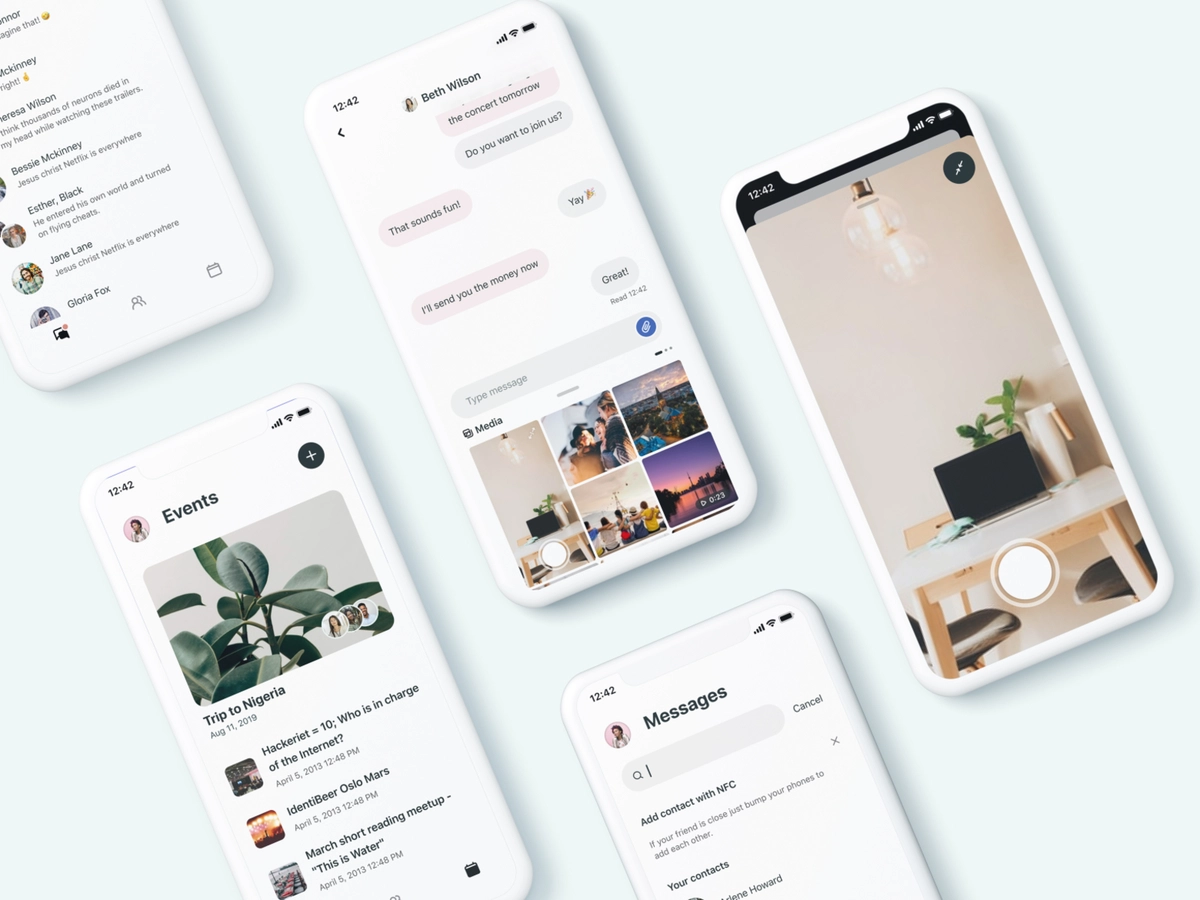 agine that! 🤣
Mckinney
right! 🤞
heresa Wilson
think thousands of neurons died in
my head while watching these trailers.
Bessie Mckinney
Jesus christ Netflix is everywhere
Esther, Black
He entered his own world and turned
on flying cheats.
Jane Lane
Jesus christ Netflix is everywhere
Gloria Fox
12:42
Beth Wilson
the concert tomorrow
Do you want to join us?
That sounds fun!
Yay 🎉
I'll send you the money now
Great!
Read 12:42
Type message
Media
0:23
12:42
12:42
Events
Trip to Nigeria
Aug 11, 2019
Hackeriet = 10; Who is in charge
of the Internet?
April 5, 2013 12:48 PM
IdentiBeer Oslo Mars
April 5, 2013 12:48 PM
March short reading meetup -
"This is Water"
April 5, 2013 12:48 PM
12:42
Messages
Cancel
Add contact with NFC
If your friend is close just bump your phones to
add each other.
Your contacts
rlene Howard